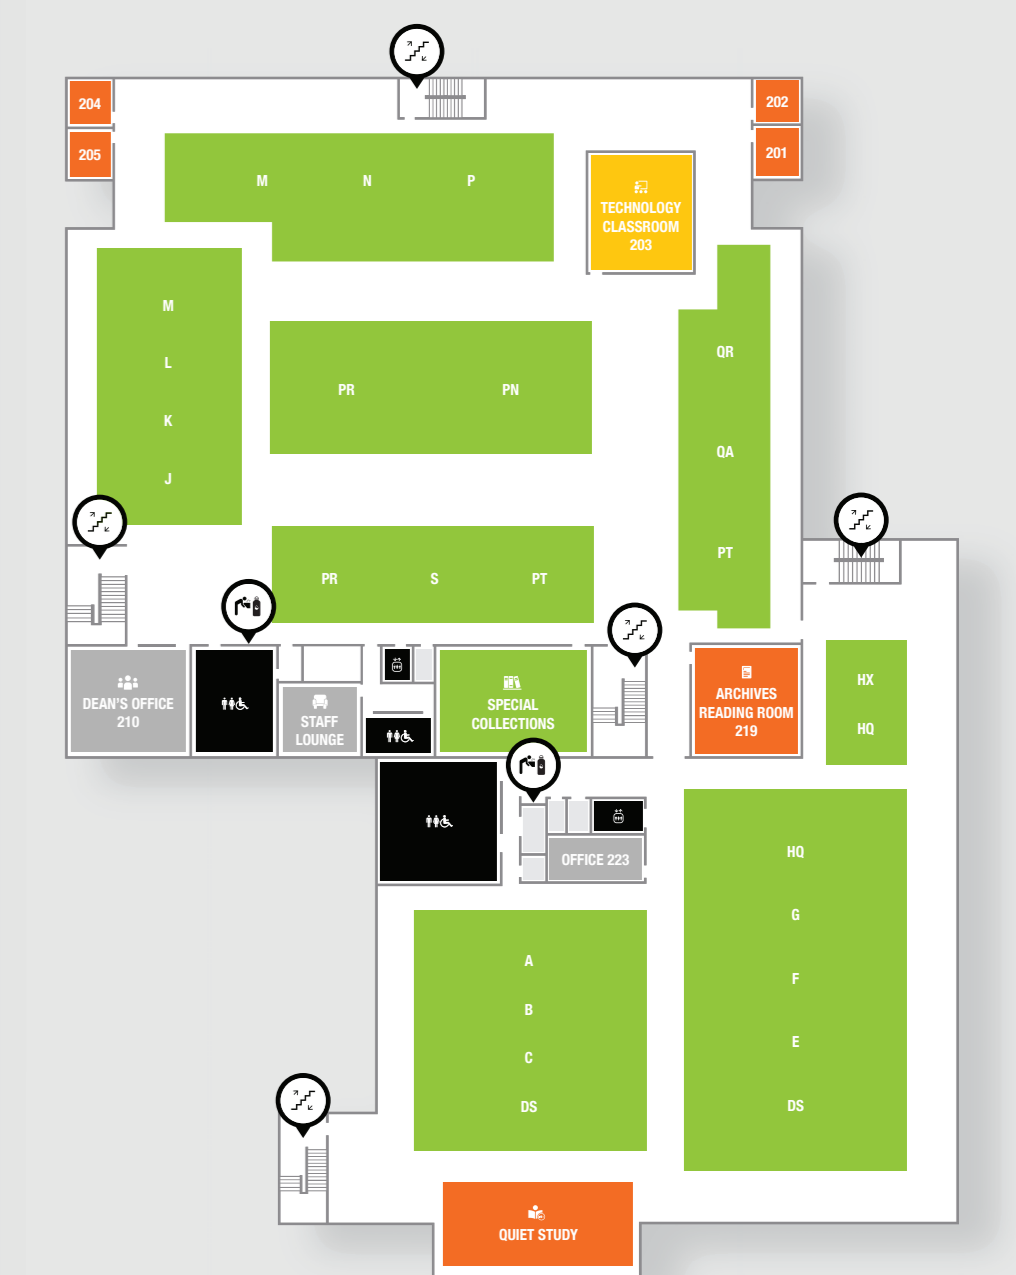 204
202
205
201
M N P
TECHNOLOGY
CLASSROOM
203
M
L
K
J
QR
QA
PT
PR PN
PR S PT
DEAN'S OFFICE
210
STAFF
LOUNGE
SPECIAL
COLLECTIONS
ARCHIVES
READING ROOM
219
HX
HQ
OFFICE 223
HQ
G
F
E
DS
A
B
C
DS
QUIET STUDY